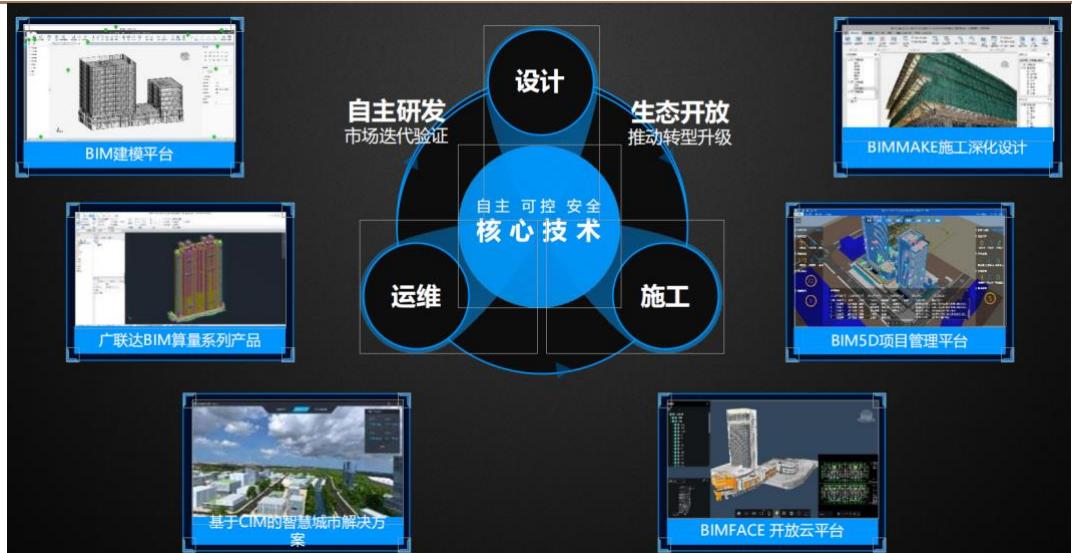 设计
自主研发
市场迭代验证
生态开放
推动转型升级
BIM建模平台
BIMMAKE施工深化设计
自主 可控 安全
核心技术
运维
施工
广联达BIM算量系列产品
BIM5D项目管理平台
基于CIM的智慧城市解决方
案
BIMFACE 开放云平台